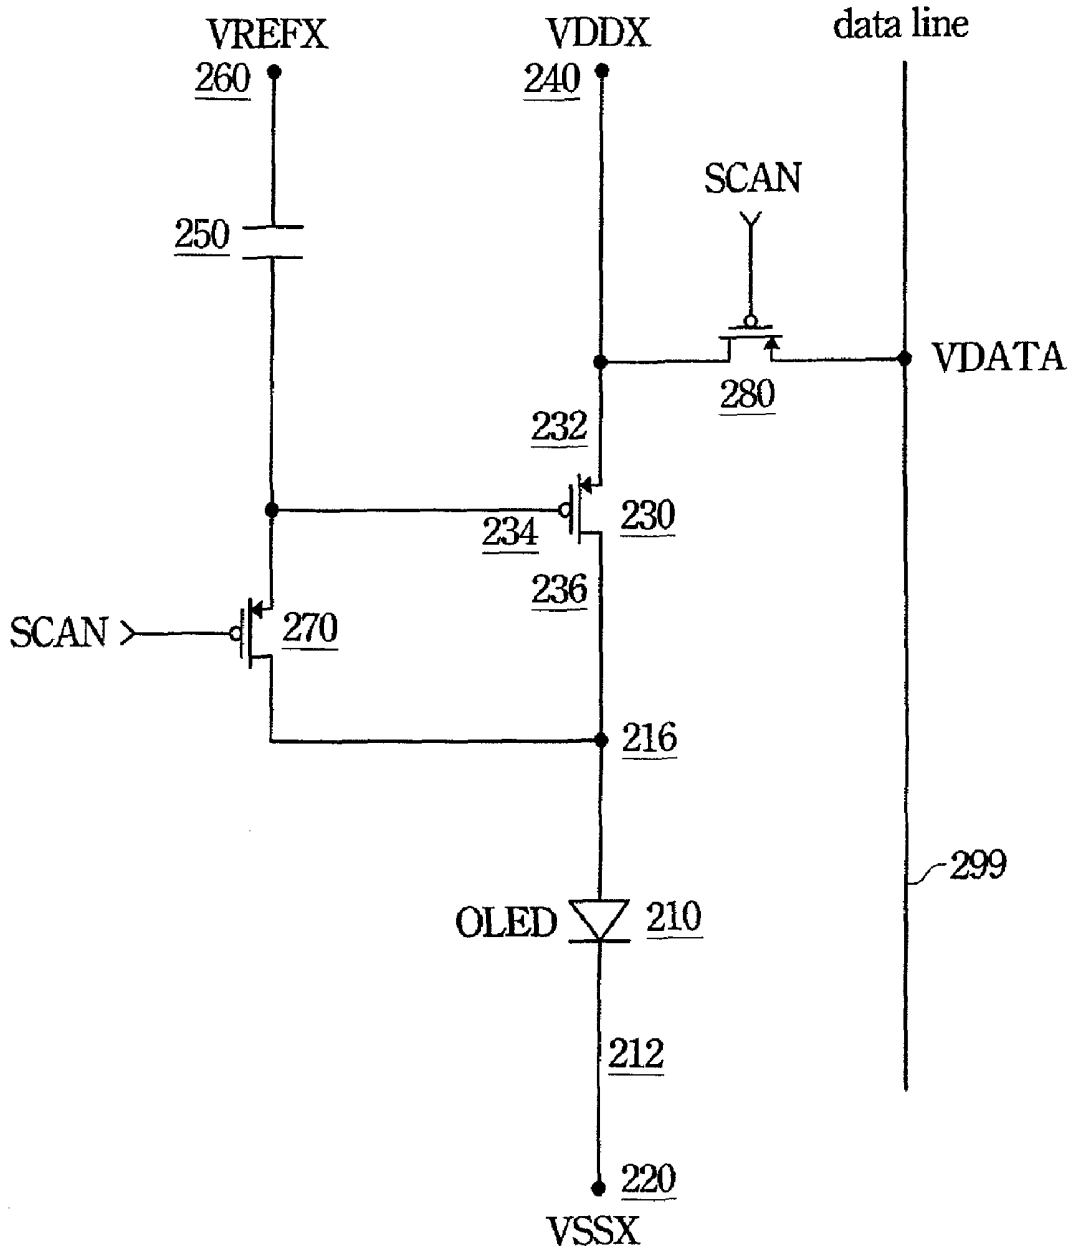 VREFX
260
VDDX
240
data line
SCAN
250
VDATA
280
232
234
230
236
SCAN
270
216
299
OLED
210
212
220
VSSX